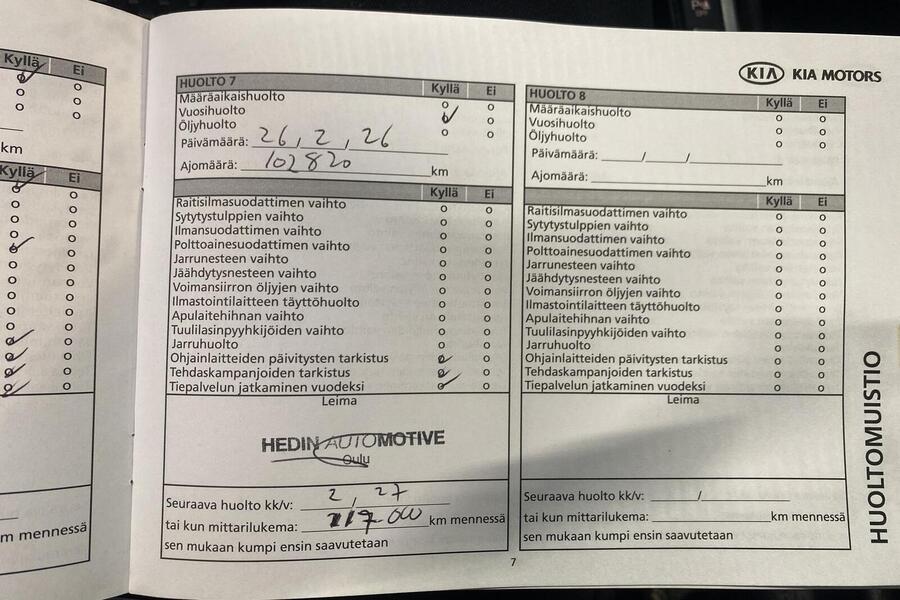 Kyllä Ei
km
Kyllä Ei
m mennessä
HUOLTO 7 Kyllä Ei
Määräaikaishuolto
Vuosihuolto
Öljyhuolto
Päivämäärä: 26, 2, 26
Ajomäärä: 102820 km
Kyllä Ei
Raitisilmasuodattimen vaihto
Sytytystulppien vaihto
Ilmansuodattimen vaihto
Polttoainesuodattimen vaihto
Jarrunesteen vaihto
Jäähdytysnesteen vaihto
Voimansiirron öljyjen vaihto
Ilmastointilaitteen täyttöhuolto
Apulaitehihnan vaihto
Tuulilasinpyyhkijöiden vaihto
Jarruhuolto
Ohjainlaitteiden päivitysten tarkistus
Tehdaskampanjoiden tarkistus
Tiepalvelun jatkaminen vuodeksi
Leima
HEDIN AUTOMOTIVE
Oulu
Seuraava huolto kk/v: 2, 27
tai kun mittarilukema: 117 000 km mennessä
sen mukaan kumpi ensin saavutetaan
7
KIA KIA MOTORS
HUOLTO 8 Kyllä Ei
Määräaikaishuolto
Vuosihuolto
Öljyhuolto
Päivämäärä: / /
Ajomäärä: km
Kyllä Ei
Raitisilmasuodattimen vaihto
Sytytystulppien vaihto
Ilmansuodattimen vaihto
Polttoainesuodattimen vaihto
Jarrunesteen vaihto
Jäähdytysnesteen vaihto
Voimansiirron öljyjen vaihto
Ilmastointilaitteen täyttöhuolto
Apulaitehihnan vaihto
Tuulilasinpyyhkijöiden vaihto
Jarruhuolto
Ohjainlaitteiden päivitysten tarkistus
Tehdaskampanjoiden tarkistus
Tiepalvelun jatkaminen vuodeksi
Leima
Seuraava huolto kk/v: /
tai kun mittarilukema: km mennessä
sen mukaan kumpi ensin saavutetaan
HUOLTOMUISTIO